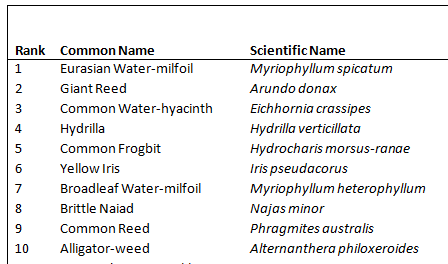 Rank Common Name Scientific Name
1 Eurasian Water-milfoil Myriophyllum spicatum
2 Giant Reed Arundo donax
3 Common Water-hyacinth Eichhornia crassipes
4 Hydrilla Hydrilla verticillata
5 Common Frogbit Hydrocharis morsus-ranae
6 Yellow Iris Iris pseudacorus
7 Broadleaf Water-milfoil Myriophyllum heterophyllum
8 Brittle Naiad Najas minor
9 Common Reed Phragmites australis
10 Alligator-weed Alternanthera philoxeroides